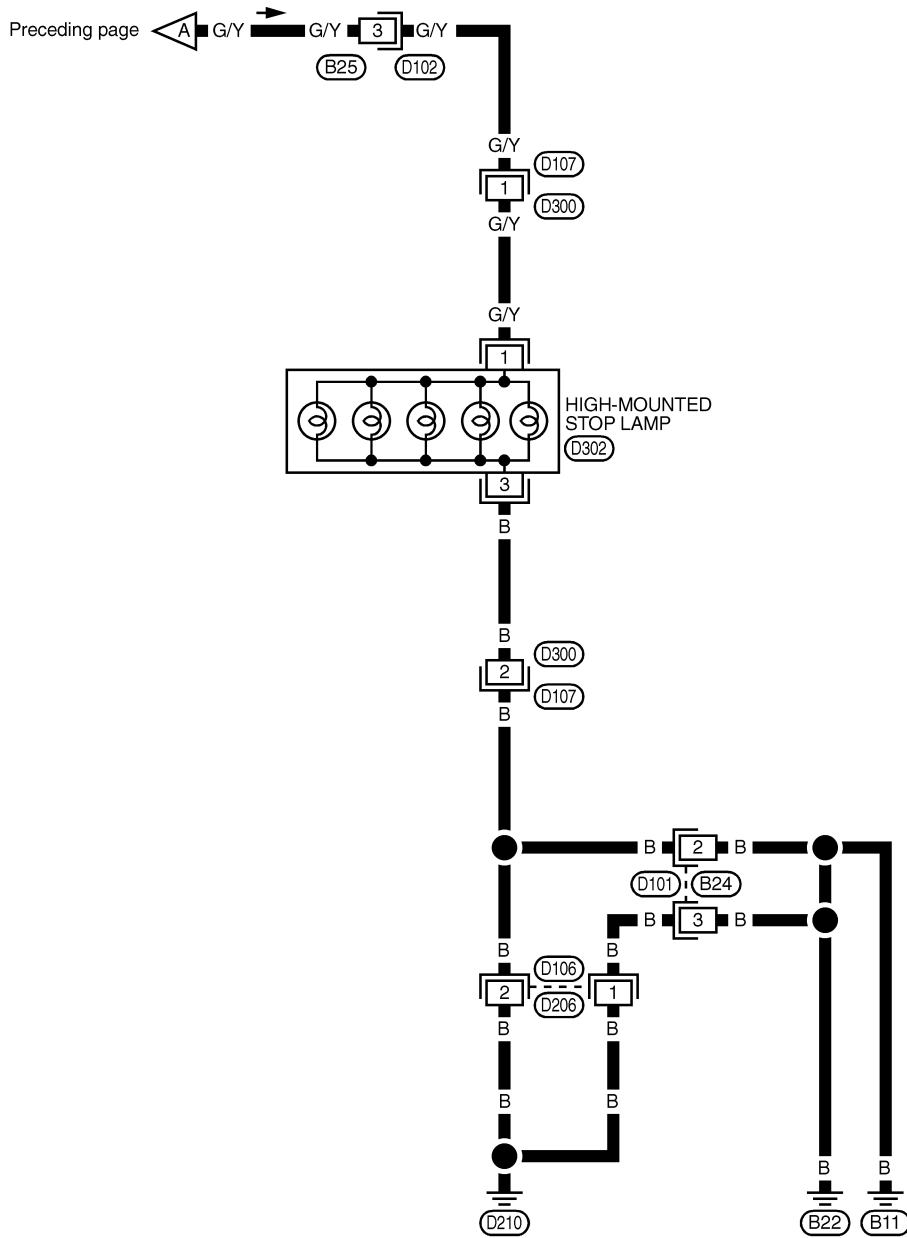 Preceding page A G/Y G/Y 3 G/Y
B25 D102
G/Y
D107
1
D300
G/Y
G/Y
1
HIGH-MOUNTED
STOP LAMP
D302
3
B
B
D300
2
D107
B
B 2 B
D101 B24
B 3 B
B B
D106
2 1
D206
B B
B B
B B
D210 B22 B11